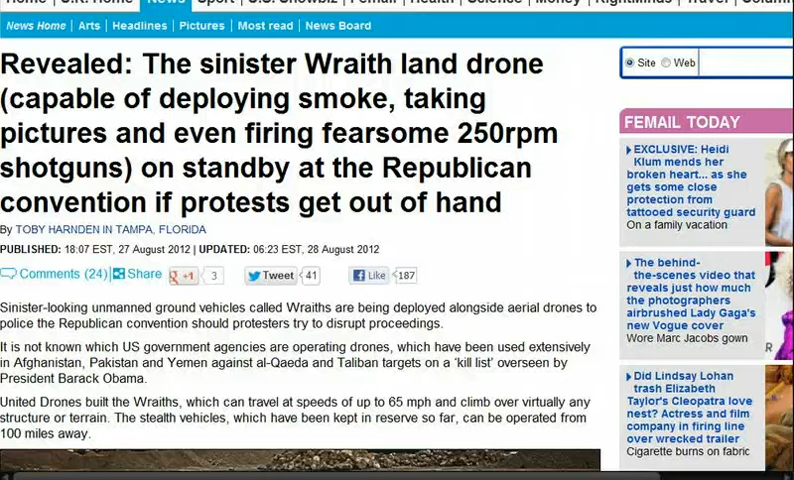 Home | U.K. Home | News | Sport | U.S. Showbiz | Femail | Health | Science | Money | RightMinds | Travel | Column
News Home | Arts | Headlines | Pictures | Most read | News Board
Revealed: The sinister Wraith land drone
(capable of deploying smoke, taking
pictures and even firing fearsome 250rpm
shotguns) on standby at the Republican
convention if protests get out of hand
By TOBY HARNDEN IN TAMPA, FLORIDA
PUBLISHED: 18:07 EST, 27 August 2012 | UPDATED: 06:23 EST, 28 August 2012
Comments (24) | Share
g +1
3
Tweet
41
Like
187
Sinister-looking unmanned ground vehicles called Wraiths are being deployed alongside aerial drones to
police the Republican convention should protesters try to disrupt proceedings.
It is not known which US government agencies are operating drones, which have been used extensively
in Afghanistan, Pakistan and Yemen against al-Qaeda and Taliban targets on a 'kill list' overseen by
President Barack Obama.
United Drones built the Wraiths, which can travel at speeds of up to 65 mph and climb over virtually any
structure or terrain. The stealth vehicles, which have been kept in reserve so far, can be operated from
100 miles away.
Site Web
FEMAIL TODAY
EXCLUSIVE: Heidi
Klum mends her
broken heart... as she
gets some close
protection from
tattooed security guard
On a family vacation
The behind-
the-scenes video that
reveals just how much
the photographers
airbrushed Lady Gaga's
new Vogue cover
Wore Marc Jacobs gown
Did Lindsay Lohan
trash Elizabeth
Taylor's Cleopatra love
nest? Actress and film
company in firing line
over wrecked trailer
Cigarette burns on fabric